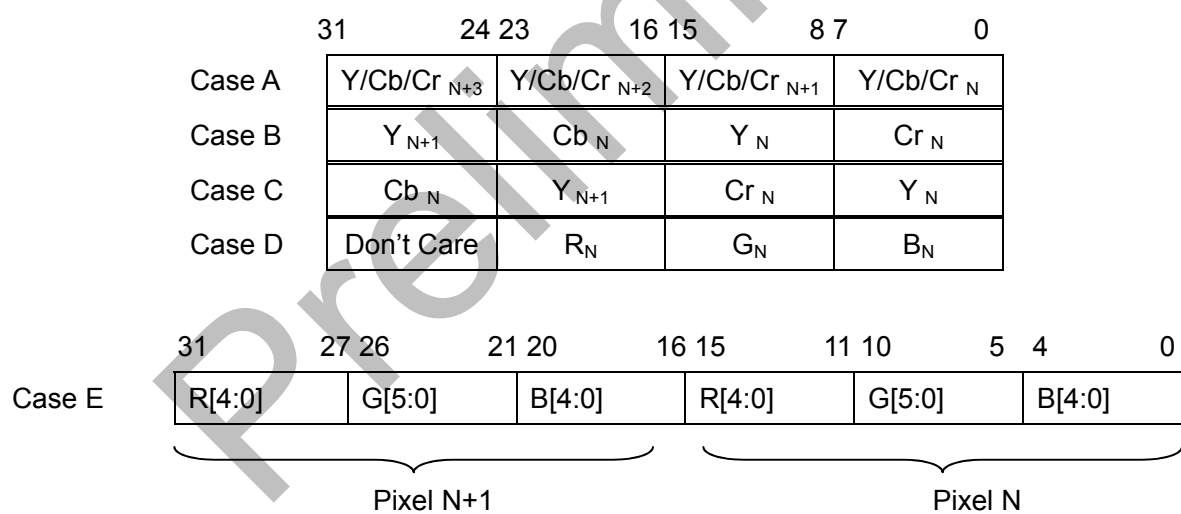 31 24 23 16 15 8 7 0
Case A Y/Cb/Cr N+3 Y/Cb/Cr N+2 Y/Cb/Cr N+1 Y/Cb/Cr N
Case B Y N+1 Cb N Y N Cr N
Case C Cb N Y N+1 Cr N Y N
Case D Don't Care RN GN BN
31 27 26 21 20 16 15 11 10 5 4 0
Case E R[4:0] G[5:0] B[4:0] R[4:0] G[5:0] B[4:0]
Pixel N+1 Pixel N
Prelim